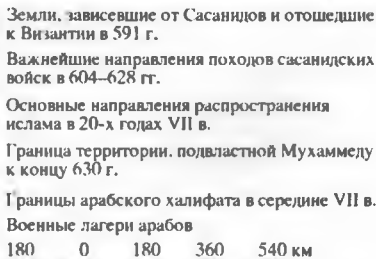 Земли, зависевшие от Сасанидов и отошедшие
к Византии в 591 г.
Важнейшие направления походов сасанидских
войск в 604–628 гг.
Основные направления распространения
ислама в 20-х годах VII в.
Граница территории, подвластной Мухаммеду
к концу 630 г.
Границы арабского халифата в середине VII в.
Военные лагери арабов
180 0 180 360 540 км